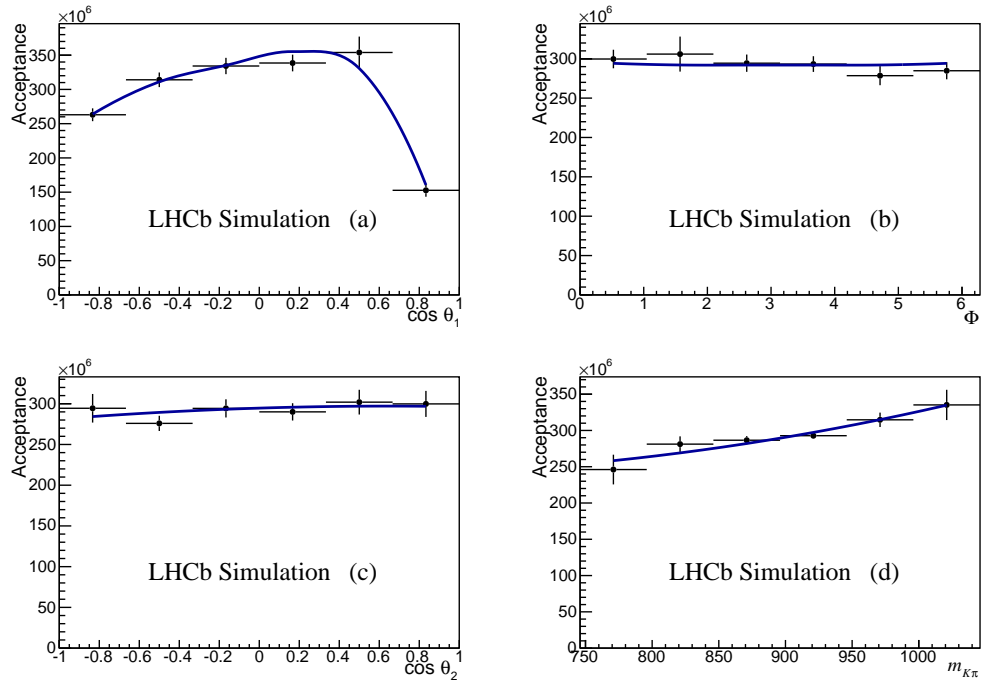 ×10⁶
Acceptance
350
300
250
200
150
100
50
0
LHCb Simulation (a)
-1 -0.8 -0.6 -0.4 -0.2 0 0.2 0.4 0.6 0.8 1
cos θ₁
×10⁶
Acceptance
350
300
250
200
150
100
50
0
LHCb Simulation (b)
0 1 2 3 4 5 6
Φ
×10⁶
Acceptance
300
250
200
150
100
50
0
LHCb Simulation (c)
-1 -0.8 -0.6 -0.4 -0.2 0 0.2 0.4 0.6 0.8 1
cos θ₂
×10⁶
Acceptance
350
300
250
200
150
100
50
0
LHCb Simulation (d)
750 800 850 900 950 1000
m_Kπ